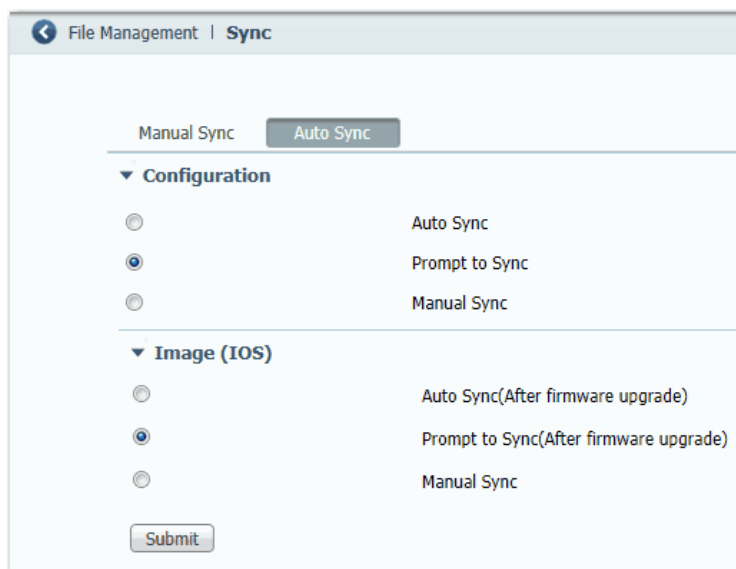 File Management | Sync
Manual Sync Auto Sync
Configuration
Auto Sync
Prompt to Sync
Manual Sync
Image (IOS)
Auto Sync(After firmware upgrade)
Prompt to Sync(After firmware upgrade)
Manual Sync
Submit